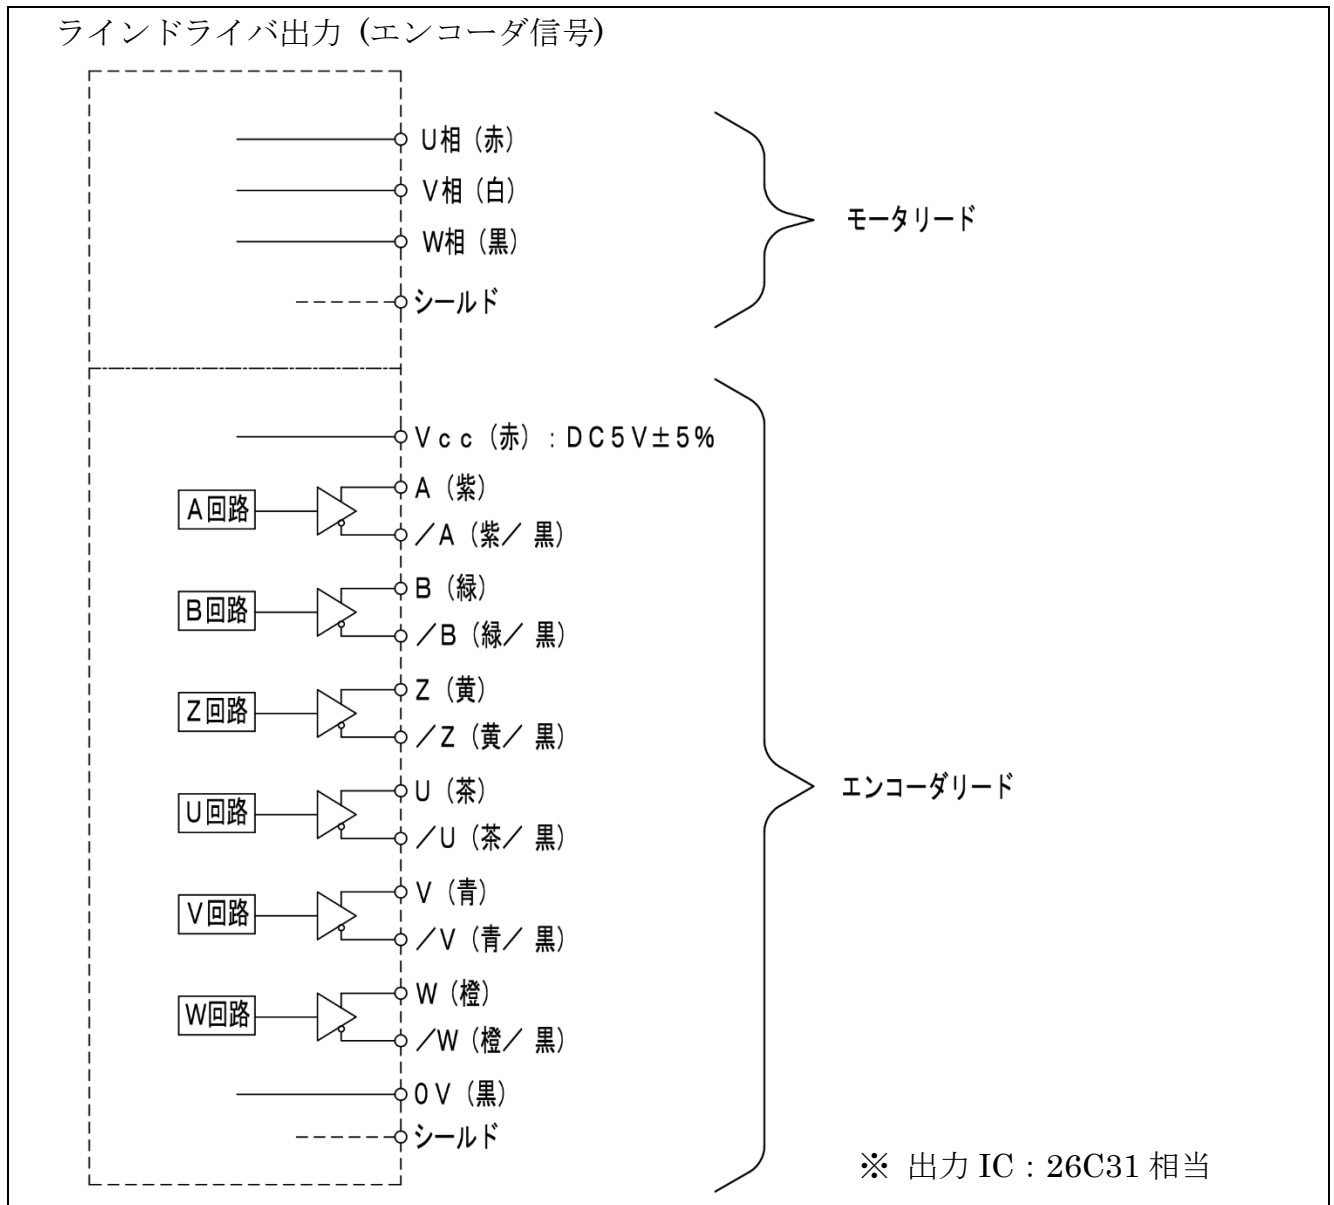 ラインドライバ出力 (エンコーダ信号)
U相（赤）
V相（白）
W相（黒）
シールド
モータリード
Vcc（赤）：DC5V±5%
A回路
A（紫）
／A（紫／黒）
B回路
B（緑）
／B（緑／黒）
Z回路
Z（黄）
／Z（黄／黒）
U回路
U（茶）
／U（茶／黒）
V回路
V（青）
／V（青／黒）
W回路
W（橙）
／W（橙／黒）
0V（黒）
シールド
エンコーダリード
※ 出力 IC：26C31 相当